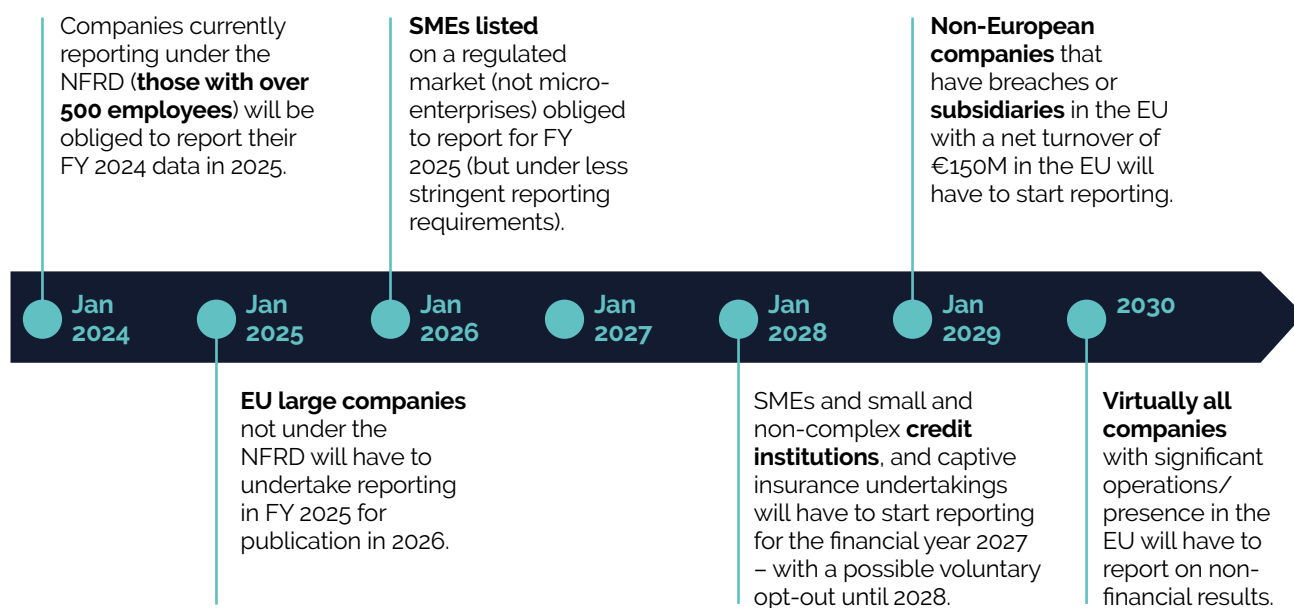 Companies currently
reporting under the
NFRD (those with over
500 employees) will be
obliged to report their
FY 2024 data in 2025.
SMEs listed
on a regulated
market (not micro-
enterprises) obliged
to report for FY
2025 (but under less
stringent reporting
requirements).
Non-European
companies that
have breaches or
subsidiaries in the EU
with a net turnover of
€150M in the EU will
have to start reporting.
Jan
2024
Jan
2025
Jan
2026
Jan
2027
Jan
2028
Jan
2029
2030
EU large companies
not under the
NFRD will have to
undertake reporting
in FY 2025 for
publication in 2026.
SMEs and small and
non-complex credit
institutions, and captive
insurance undertakings
will have to start reporting
for the financial year 2027
– with a possible voluntary
opt-out until 2028.
Virtually all
companies
with significant
operations/
presence in the
EU will have to
report on non-
financial results.